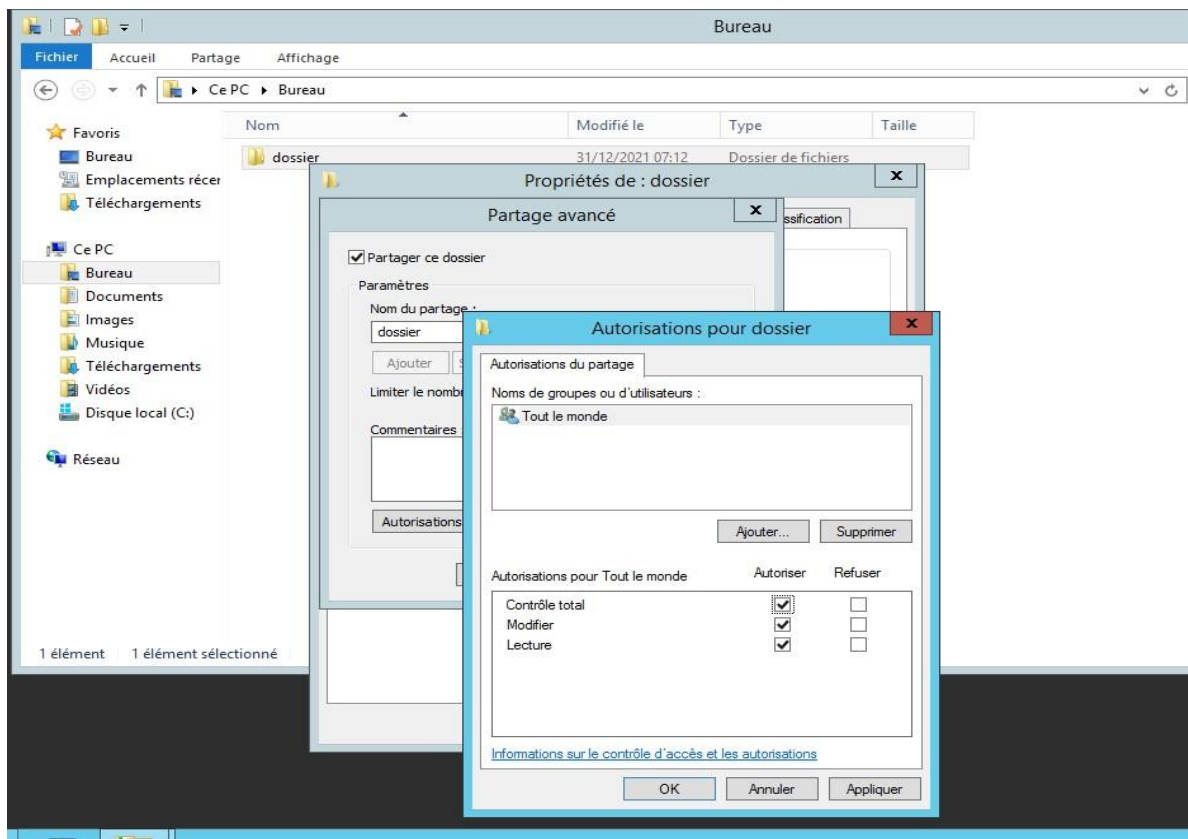 Bureau
Fichier Accueil Partage Affichage
Ce PC Bureau
Nom Modifié le Type Taille
dossier 31/12/2021 07:12 Dossier de fichiers
Favoris
Bureau
Emplacements récer
Téléchargements
Ce PC
Bureau
Documents
Images
Musique
Téléchargements
Vidéos
Disque local (C:)
Réseau
1 élément 1 élément sélectionné
Propriétés de : dossier
Partage avancé
Partager ce dossier
Paramètres
Nom du partage :
dossier
Ajouter
Limiter le
Commentaires :
Autorisations
Autorisations pour dossier
Autorisations du partage
Noms de groupes ou d'utilisateurs :
Tout le monde
Ajouter... Supprimer
Autorisations pour Tout le monde Autoriser Refuser
Contrôle total
Modifier
Lecture
Informations sur le contrôle d'accès et les autorisations
OK Annuler Appliquer